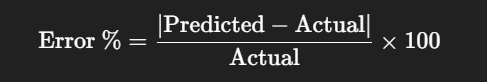 Error % = |Predicted − Actual| / Actual × 100